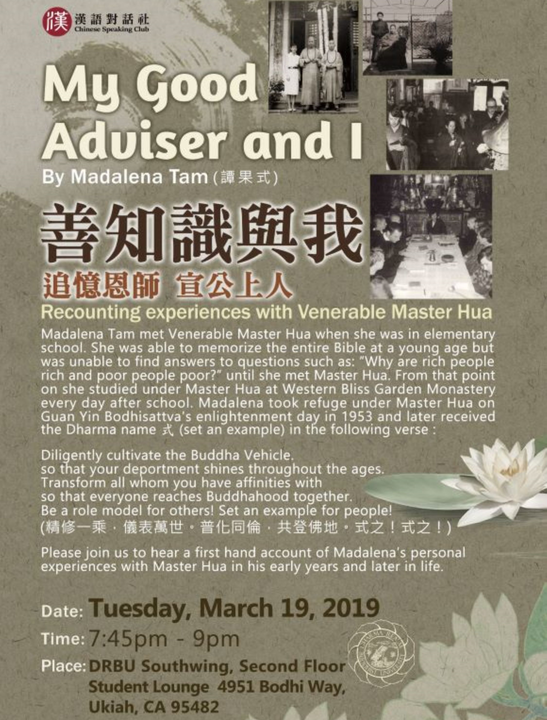 漢
漢語對話社
Chinese Speaking Club
My Good
Adviser and I
By Madalena Tam (譚果式)
善知識與我
追憶恩師 宣公上人
Recounting experiences with Venerable Master Hua
Madalena Tam met Venerable Master Hua when she was in elementary
school. She was able to memorize the entire Bible at a young age but
was unable to find answers to questions such as: "Why are rich people
rich and poor people poor?" until she met Master Hua. From that point
on she studied under Master Hua at Western Bliss Garden Monastery
every day after school. Madalena took refuge under Master Hua on
Guan Yin Bodhisattva's enlightenment day in 1953 and later received
the Dharma name 式 (set an example) in the following verse :
Diligently cultivate the Buddha Vehicle.
so that your deportment shines throughout the ages.
Transform all whom you have affinities with
so that everyone reaches Buddhahood together.
Be a role model for others! Set an example for people!
(精修一乘，儀表萬世。普化同倫，共登佛地。式之！式之！)
Please join us to hear a first hand account of Madalena's personal
experiences with Master Hua in his early years and later in life.
Date: Tuesday, March 19, 2019
Time: 7:45pm - 9pm
Place: DRBU Southwing, Second Floor
Student Lounge 4951 Bodhi Way,
Ukiah, CA 95482